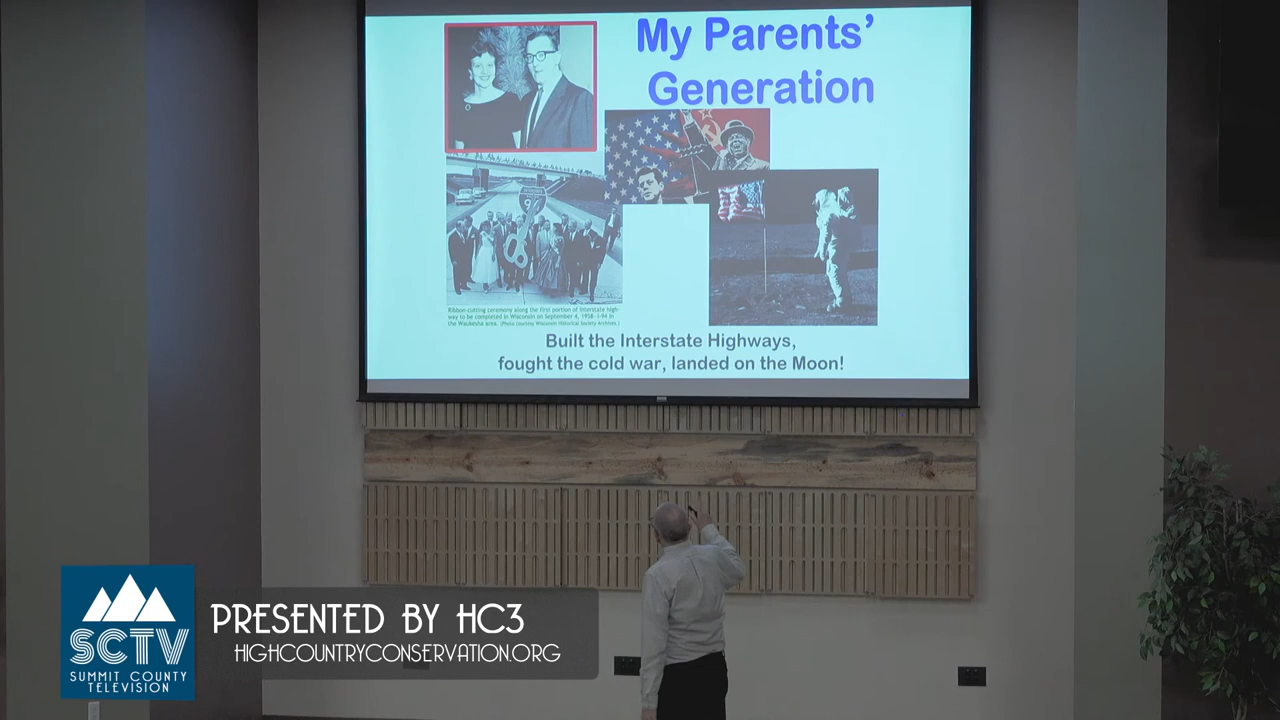 My Parents’
Generation
Ribbon-cutting ceremony along the first portion of interstate high-
way to be completed in Wisconsin on September 4, 1958 - I-94 in
the Waukesha area. (Photo courtesy Wisconsin Historical Society Archives.)
Built the Interstate Highways,
fought the cold war, landed on the Moon!
SCTV
SUMMIT COUNTY
TELEVISION
PRESENTED BY HC3
HIGHCOUNTRYCONSERVATION.ORG